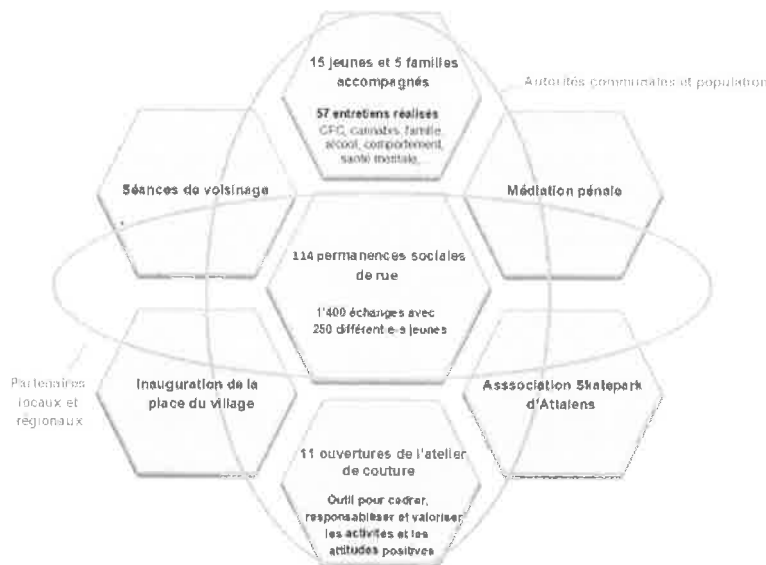 15 jeunes et 5 familles
accompagnés
57 entretiens réalisés
CFC, cannabis, famille,
alcool, comportement,
santé mentale,
Autorités communales et population
Séances de voisinage
Médiation pénale
114 permanences sociales
de rue
1'400 échanges avec
250 différent-e-s jeunes
Partenaires
locaux et
régionaux
Inauguration de la
place du village
Asssociation Skatepark
d'Attalens
11 ouvertures de l'atelier
de couture
Outil pour cadrer,
responsabiliser et valoriser
les activités et les
attitudes positives